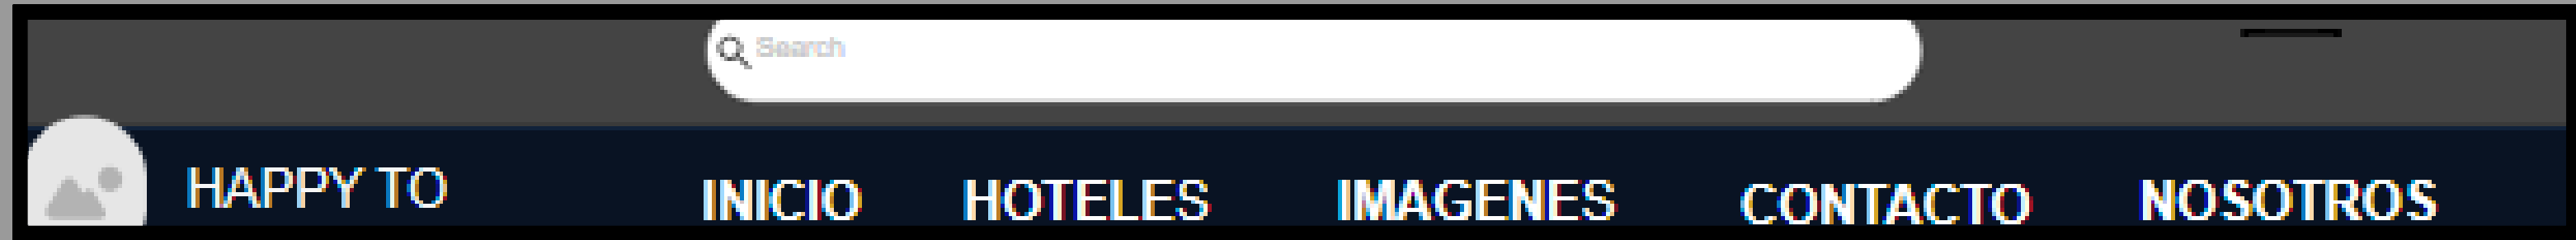 Search
HAPPY TO INICIO HOTELES IMAGENES CONTACTO NOSOTROS